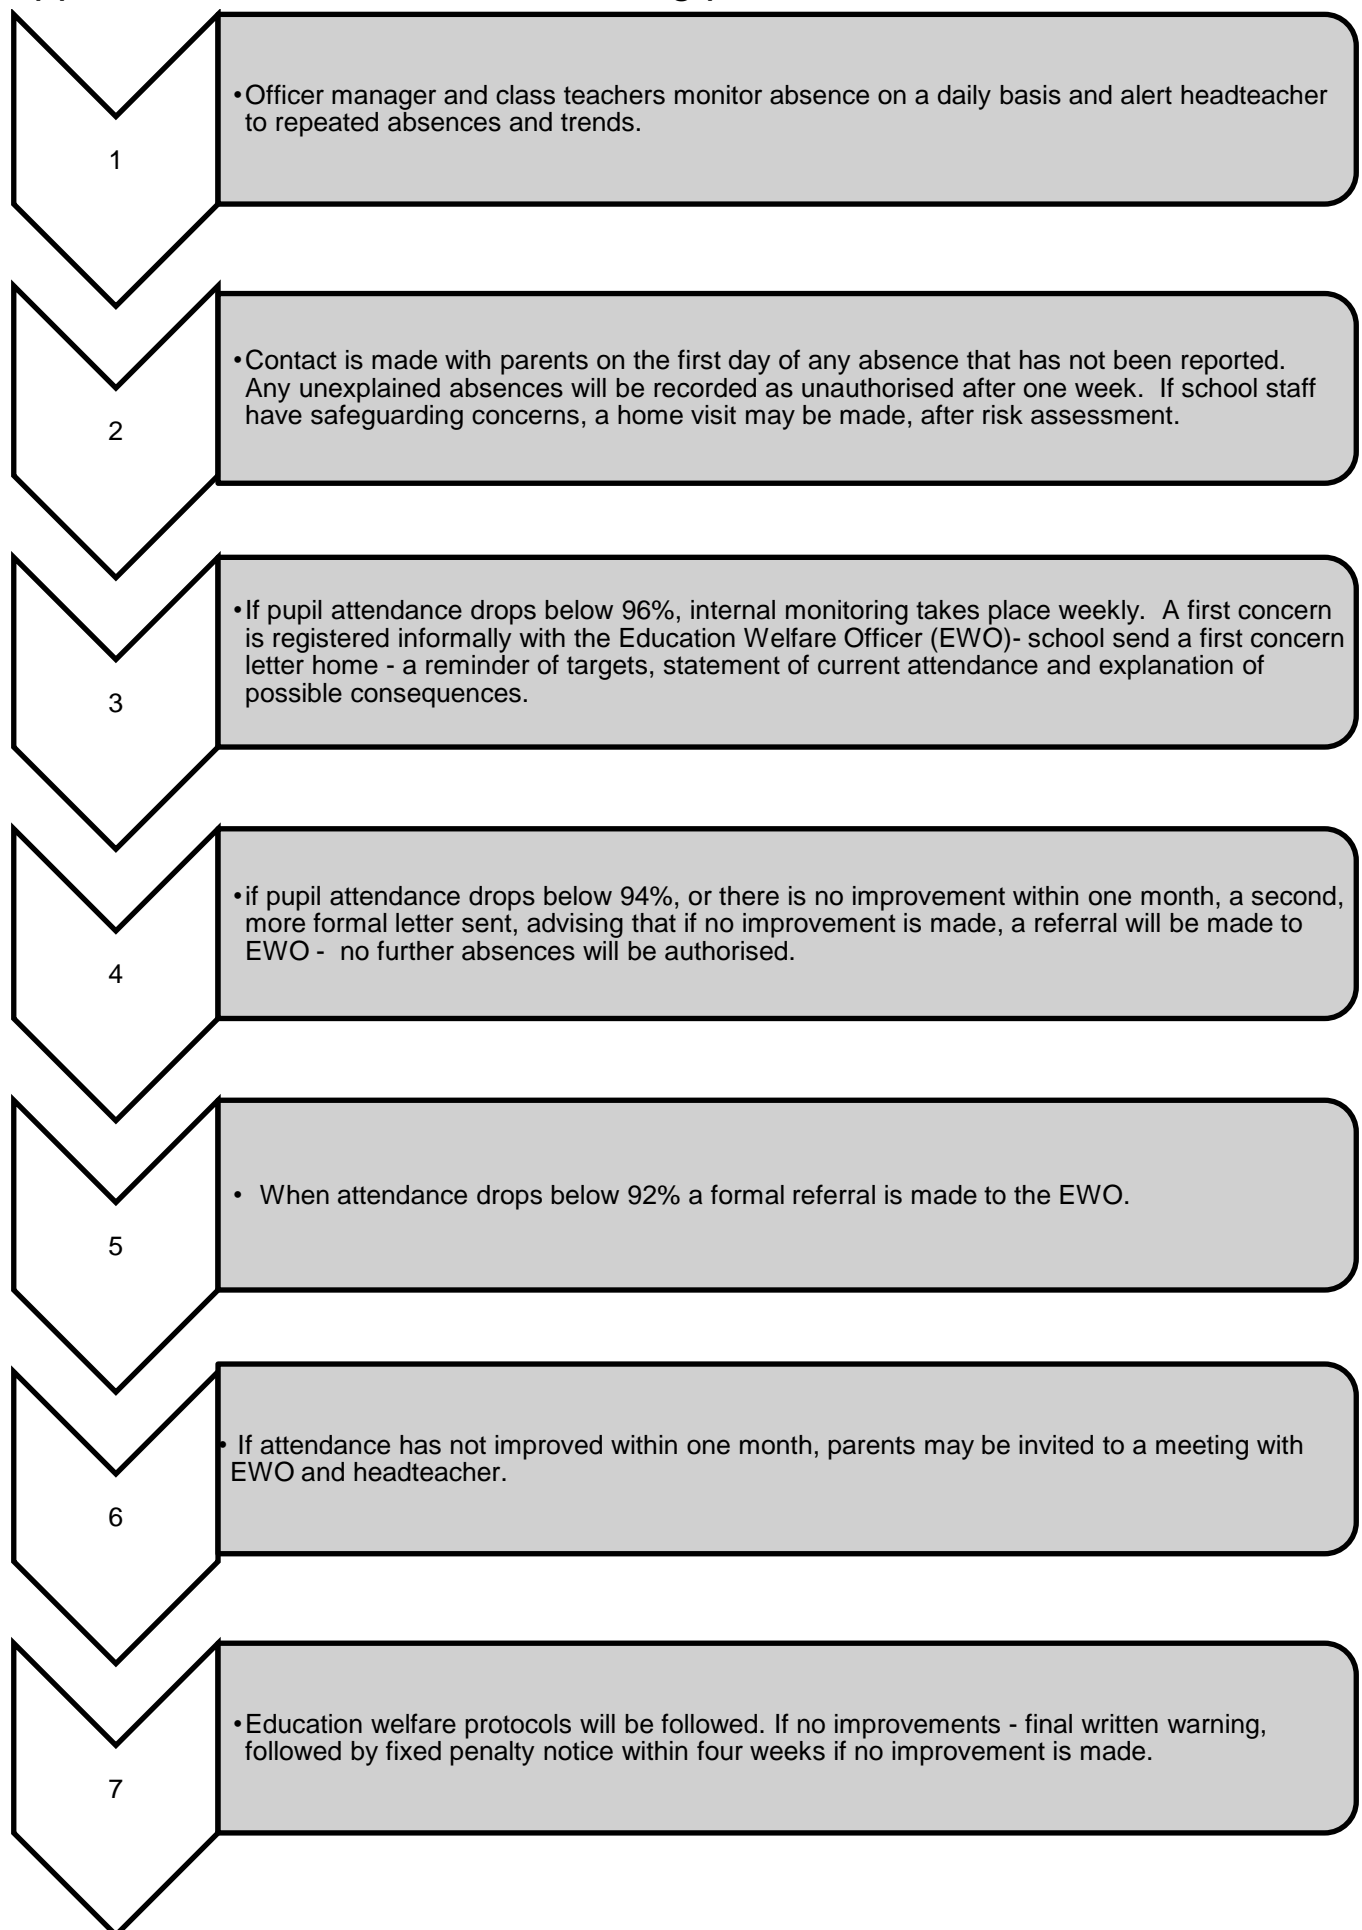 1
•Officer manager and class teachers monitor absence on a daily basis and alert headteacher
to repeated absences and trends.
2
•Contact is made with parents on the first day of any absence that has not been reported.
Any unexplained absences will be recorded as unauthorised after one week.  If school staff
have safeguarding concerns, a home visit may be made, after risk assessment.
3
•If pupil attendance drops below 96%, internal monitoring takes place weekly.  A first concern
is registered informally with the Education Welfare Officer (EWO)- school send a first concern
letter home - a reminder of targets, statement of current attendance and explanation of
possible consequences.
4
•if pupil attendance drops below 94%, or there is no improvement within one month, a second,
more formal letter sent, advising that if no improvement is made, a referral will be made to
EWO -  no further absences will be authorised.
5
•  When attendance drops below 92% a formal referral is made to the EWO.
6
• If attendance has not improved within one month, parents may be invited to a meeting with
EWO and headteacher.
7
•Education welfare protocols will be followed. If no improvements - final written warning,
followed by fixed penalty notice within four weeks if no improvement is made.